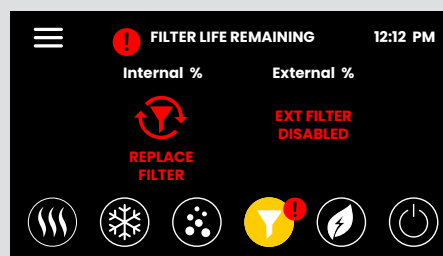 FILTER LIFE REMAINING 12:12 PM
Internal % External %
EXT FILTER
DISABLED
REPLACE
FILTER